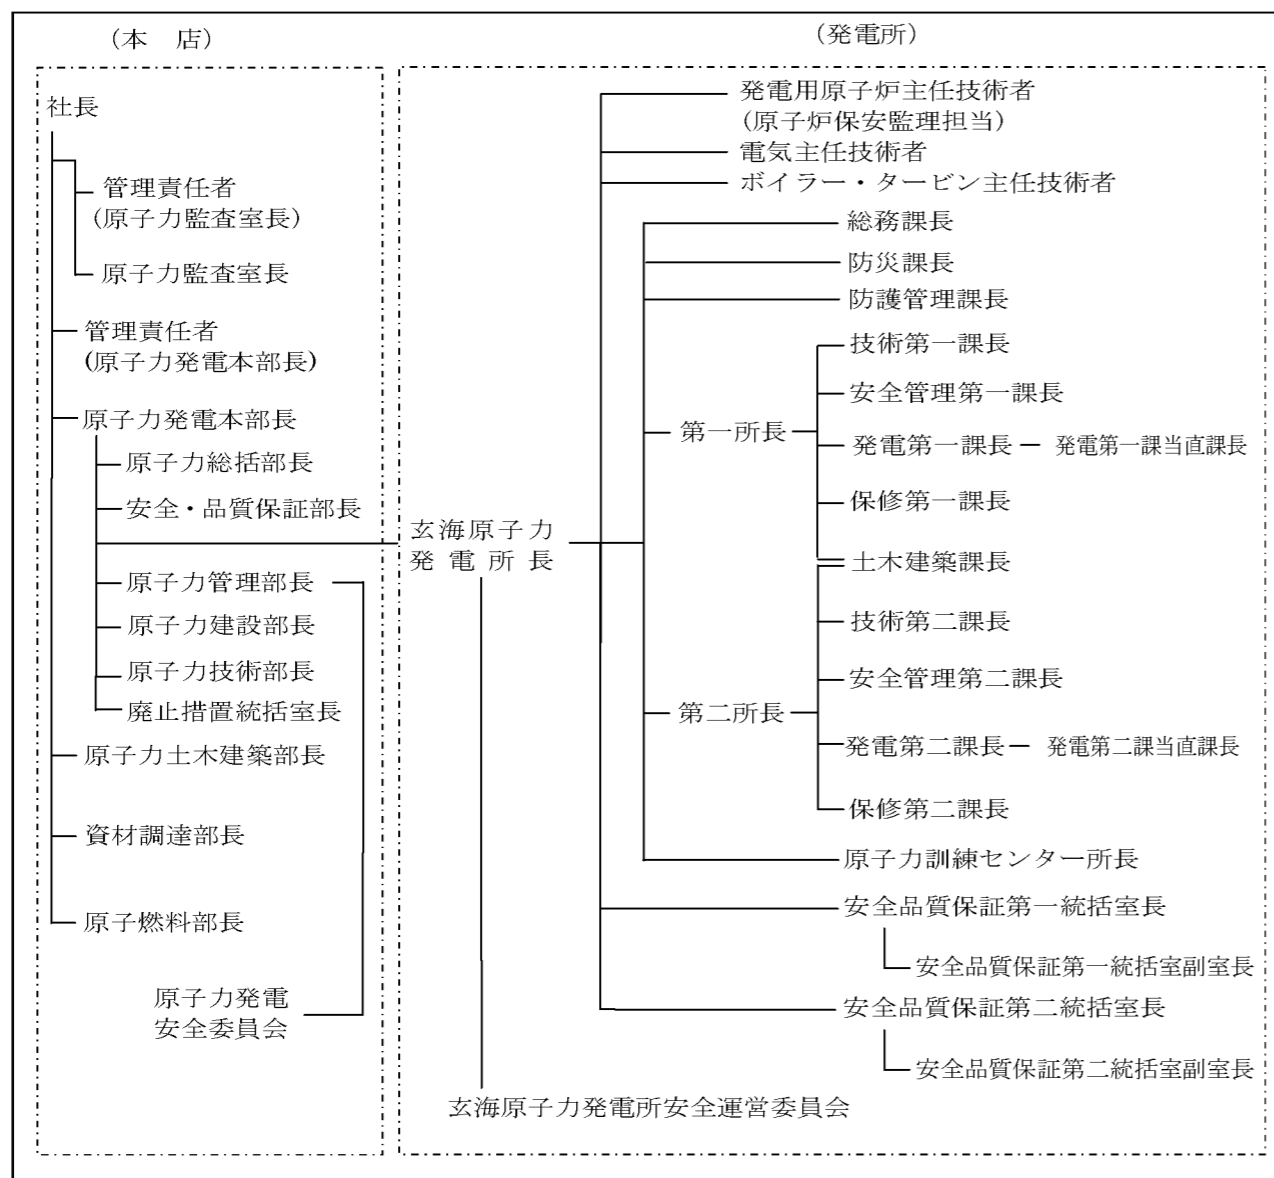 (本　店)
社長
管理責任者
(原子力監査室長)
原子力監査室長
管理責任者
(原子力発電本部長)
原子力発電本部長
原子力総括部長
安全・品質保証部長
原子力管理部長
原子力建設部長
原子力技術部長
廃止措置統括室長
原子力土木建築部長
資材調達部長
原子燃料部長
原子力発電
安全委員会
(発電所)
玄海原子力
発電所長
発電用原子炉主任技術者
(原子炉保安監理担当)
電気主任技術者
ボイラー・タービン主任技術者
総務課長
防災課長
防護管理課長
第一所長
技術第一課長
安全管理第一課長
発電第一課長 発電第一課当直課長
保修第一課長
土木建築課長
第二所長
技術第二課長
安全管理第二課長
発電第二課長 発電第二課当直課長
保修第二課長
原子力訓練センター所長
安全品質保証第一統括室長
安全品質保証第一統括室副室長
安全品質保証第二統括室長
安全品質保証第二統括室副室長
玄海原子力発電所安全運営委員会